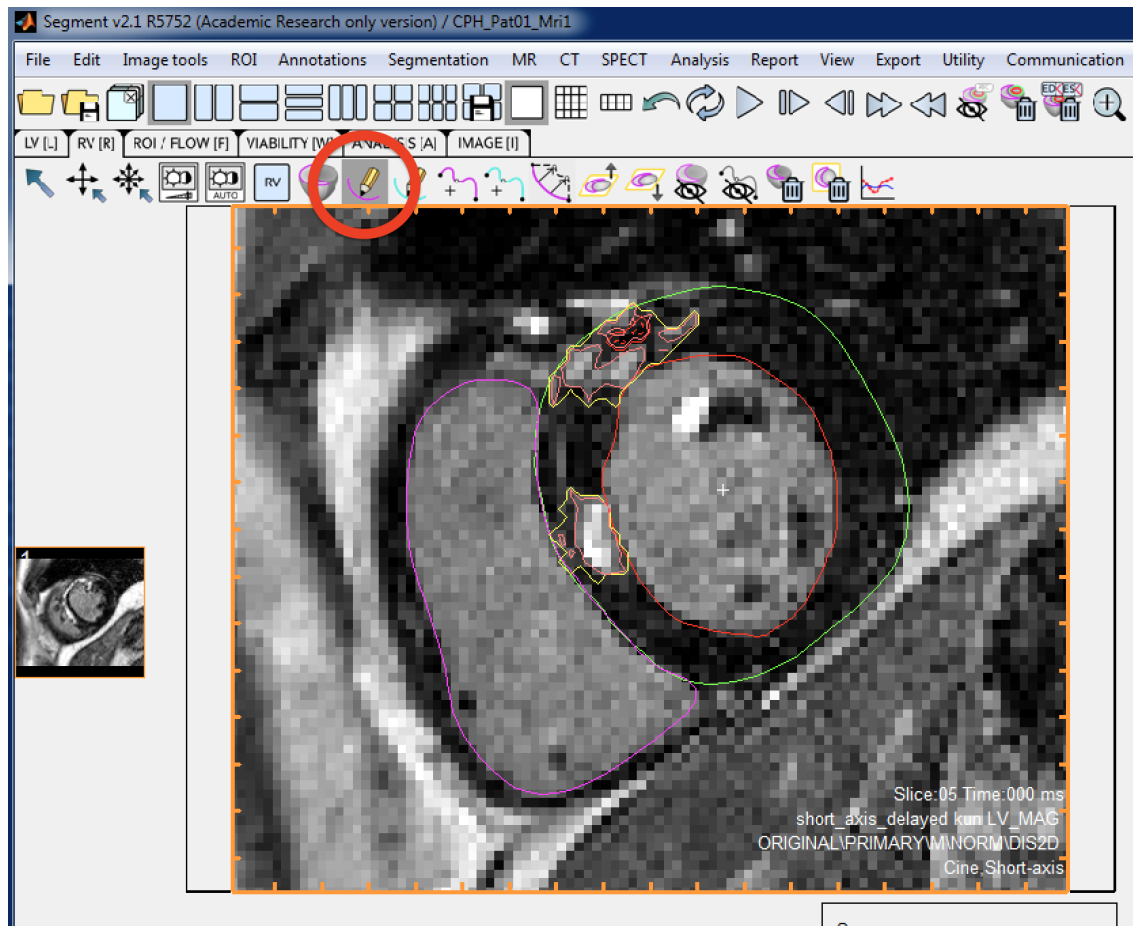 Segment v2.1 R5752 (Academic Research only version) / CPH_Pat01_Mri1
File Edit Image tools ROI Annotations Segmentation MR CT SPECT Analysis Report View Export Utility Communication
ED ES
LV [L] RV [R] ROI / FLOW [F] VIABILITY [W] ANALYSIS [A] IMAGE [I]
AUTO RV
1
Slice:05 Time:000 ms
short_axis_delayed kun LV_MAG
ORIGINAL\PRIMARY\M\NORM\DIS2D
Cine,Short-axis